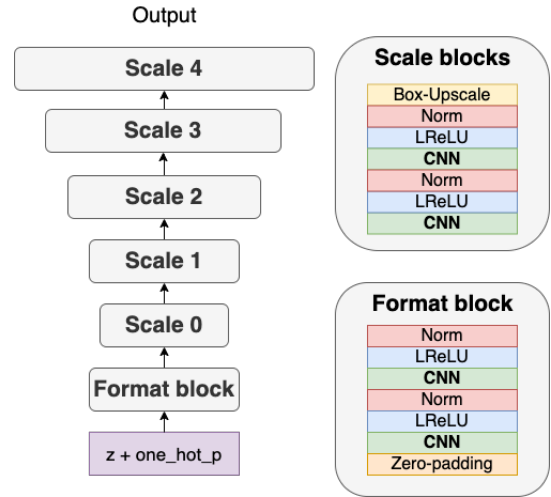 Output
Scale 4
Scale 3
Scale 2
Scale 1
Scale 0
Format block
z + one_hot_p
Scale blocks
Box-Upscale
Norm
LReLU
CNN
Norm
LReLU
CNN
Format block
Norm
LReLU
CNN
Norm
LReLU
CNN
Zero-padding